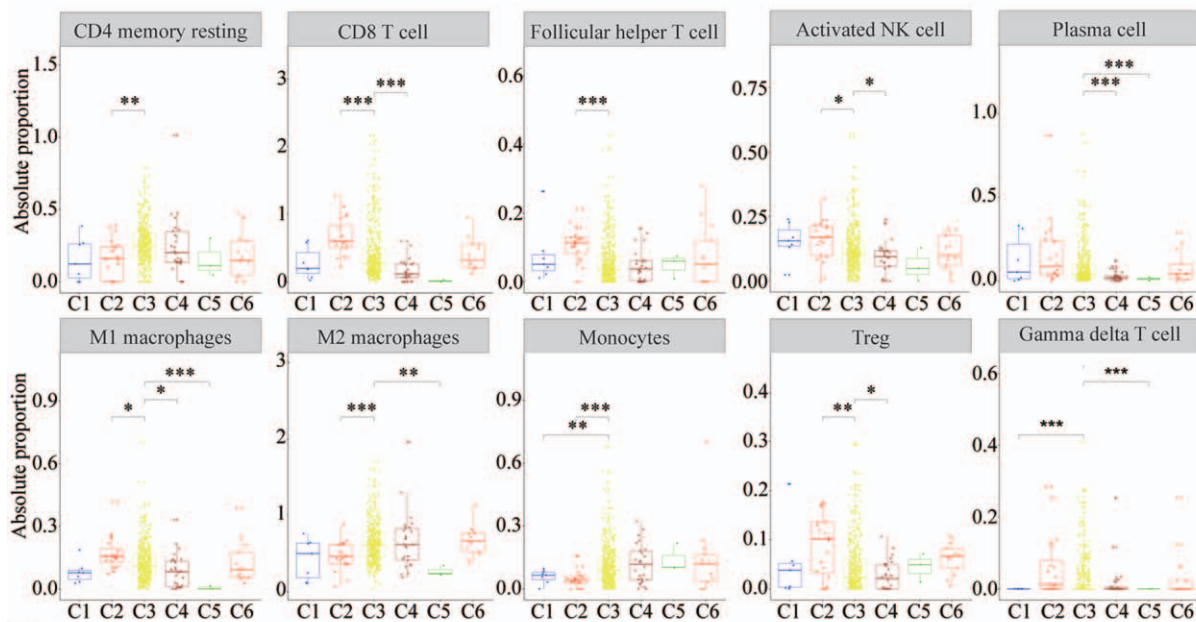 CD4 memory resting
CD8 T cell
Follicular helper T cell
Activated NK cell
Plasma cell
Absolute proportion
1.5
1.0
0.5
0.0
**
C1 C2 C3 C4 C5 C6
3
2
1
0
***
***
C1 C2 C3 C4 C5 C6
0.6
0.4
0.2
0.0
***
C1 C2 C3 C4 C5 C6
0.75
0.50
0.25
0.00
*
*
C1 C2 C3 C4 C5 C6
1.0
0.5
0.0
***
***
C1 C2 C3 C4 C5 C6
M1 macrophages
M2 macrophages
Monocytes
Treg
Gamma delta T cell
Absolute proportion
0.9
0.6
0.3
0.0
***
*
*
C1 C2 C3 C4 C5 C6
3
2
1
0
**
***
C1 C2 C3 C4 C5 C6
0.9
0.6
0.3
0.0
***
**
C1 C2 C3 C4 C5 C6
0.4
0.3
0.2
0.1
0.0
*
**
C1 C2 C3 C4 C5 C6
0.6
0.4
0.2
0.0
***
***
C1 C2 C3 C4 C5 C6